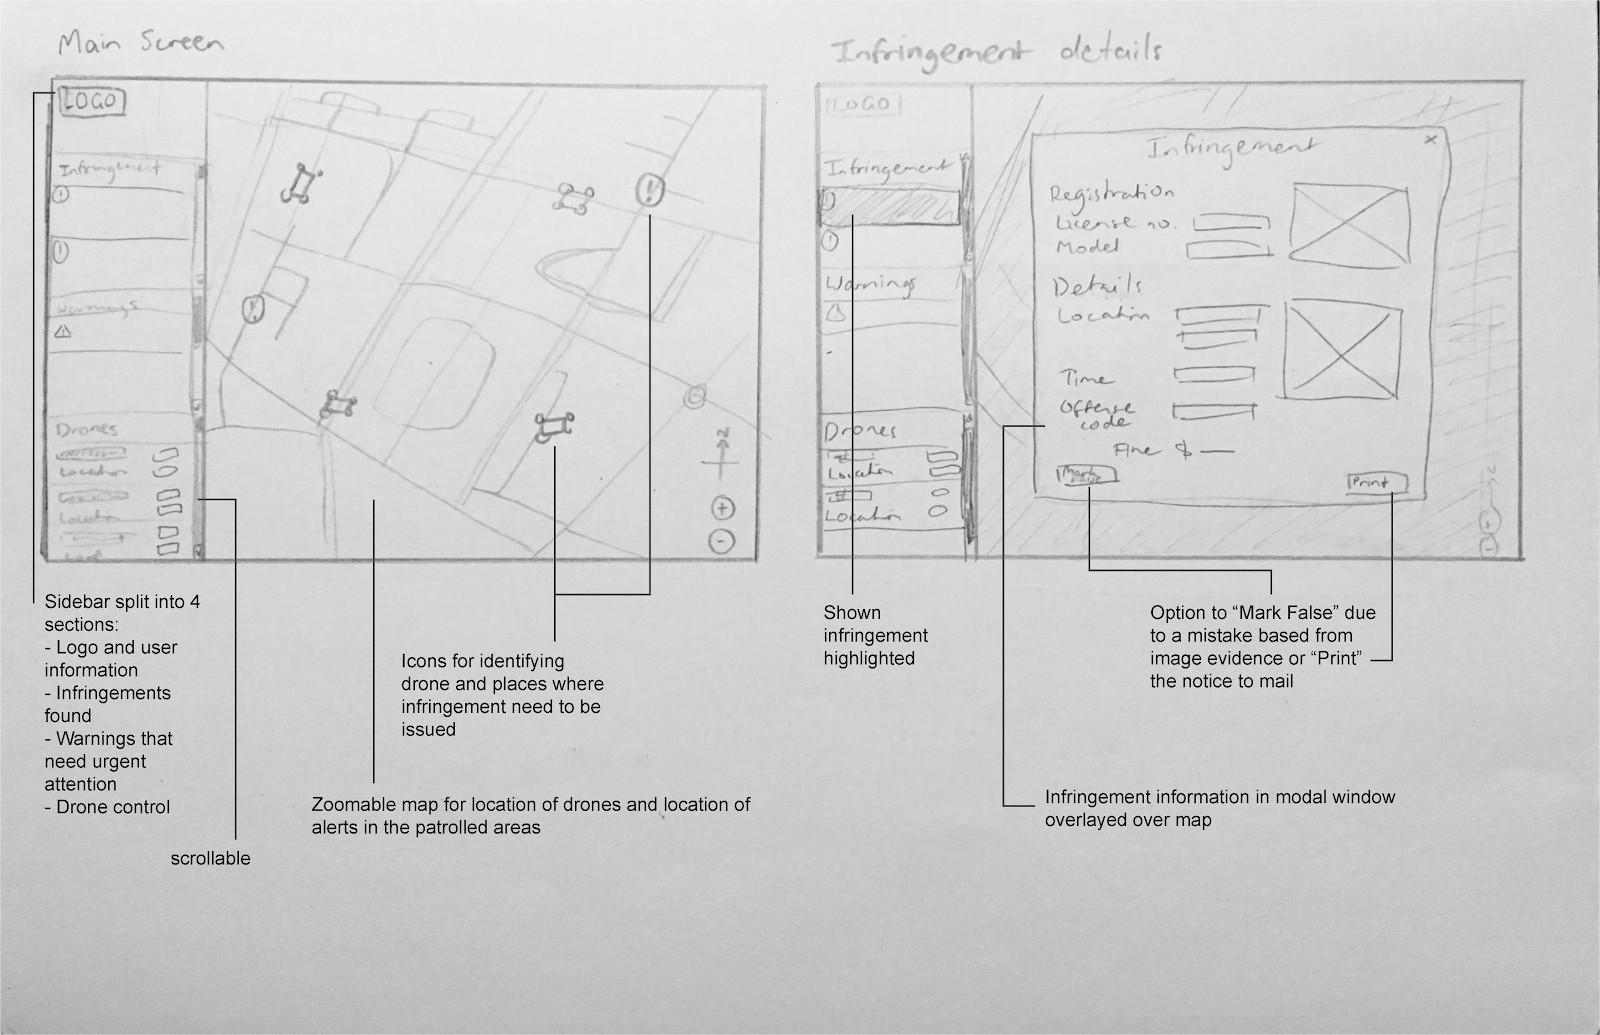 Main Screen
LOGO
Infringement
!
!
Warnings
!
Drones
Location
Location
!
!
N
+
-
Sidebar split into 4
sections:
- Logo and user
information
- Infringements
found
- Warnings that
need urgent
attention
- Drone control
scrollable
Icons for identifying
drone and places where
infringement need to be
issued
Zoomable map for location of drones and location of
alerts in the patrolled areas
Infringement details
LOGO
Infringement
!
!
Warnings
Drones
Location
Location
Infringement
x
Registration
License no.
Model
Details
Location
Time
Offense
code
Fine $ —
Mark
False
Print
+
-
Shown
infringement
highlighted
Option to “Mark False” due
to a mistake based from
image evidence or “Print”
the notice to mail
Infringement information in modal window
overlayed over map